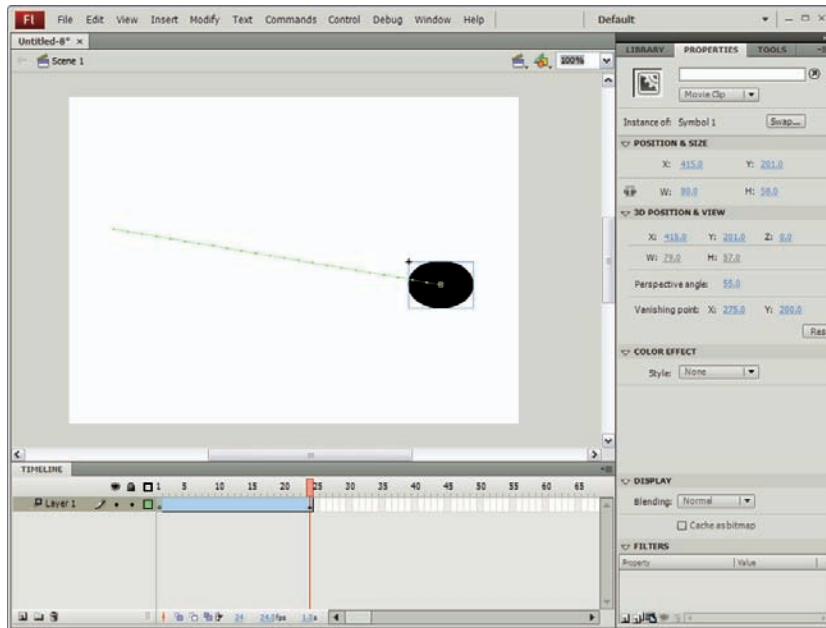 Fl File Edit View Insert Modify Text Commands Control Debug Window Help Default
Untitled-8* ×
Scene 1 100%
LIBRARY PROPERTIES TOOLS
Movie Clip
Instance of: Symbol 1 Swap...
POSITION & SIZE
X: 415.0 Y: 201.0
W: H: 
3D POSITION & VIEW
X: 415.0 Y: 201.0 Z: 0.0
W: 79.0 H: 57.0
Perspective angle: 55.0
Vanishing point: X: 275.0 Y: 200.0
Res
COLOR EFFECT
Style: None
TIMELINE
1 5 10 15 20 25 30 35 40 45 50 55 60 65
Layer 1
DISPLAY
Blending: Normal
Cache as bitmap
FILTERS
Property Value
24 24.0fps